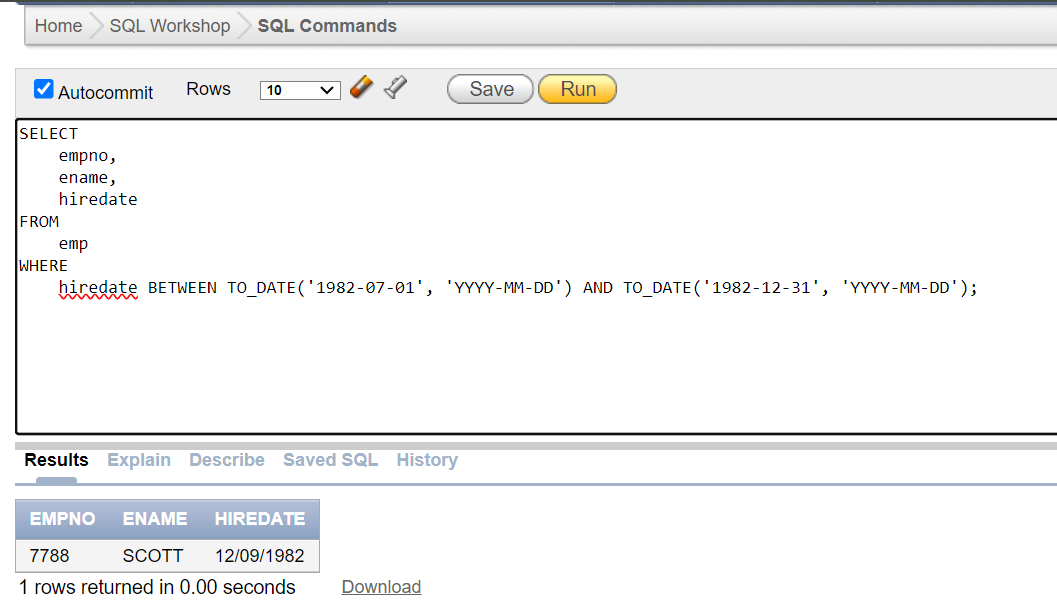 Home SQL Workshop SQL Commands
Autocommit Rows 10 Save Run
SELECT
    empno,
    ename,
    hiredate
FROM
    emp
WHERE
    hiredate BETWEEN TO_DATE('1982-07-01', 'YYYY-MM-DD') AND TO_DATE('1982-12-31', 'YYYY-MM-DD');
Results Explain Describe Saved SQL History
EMPNO ENAME HIREDATE
7788 SCOTT 12/09/1982
1 rows returned in 0.00 seconds Download